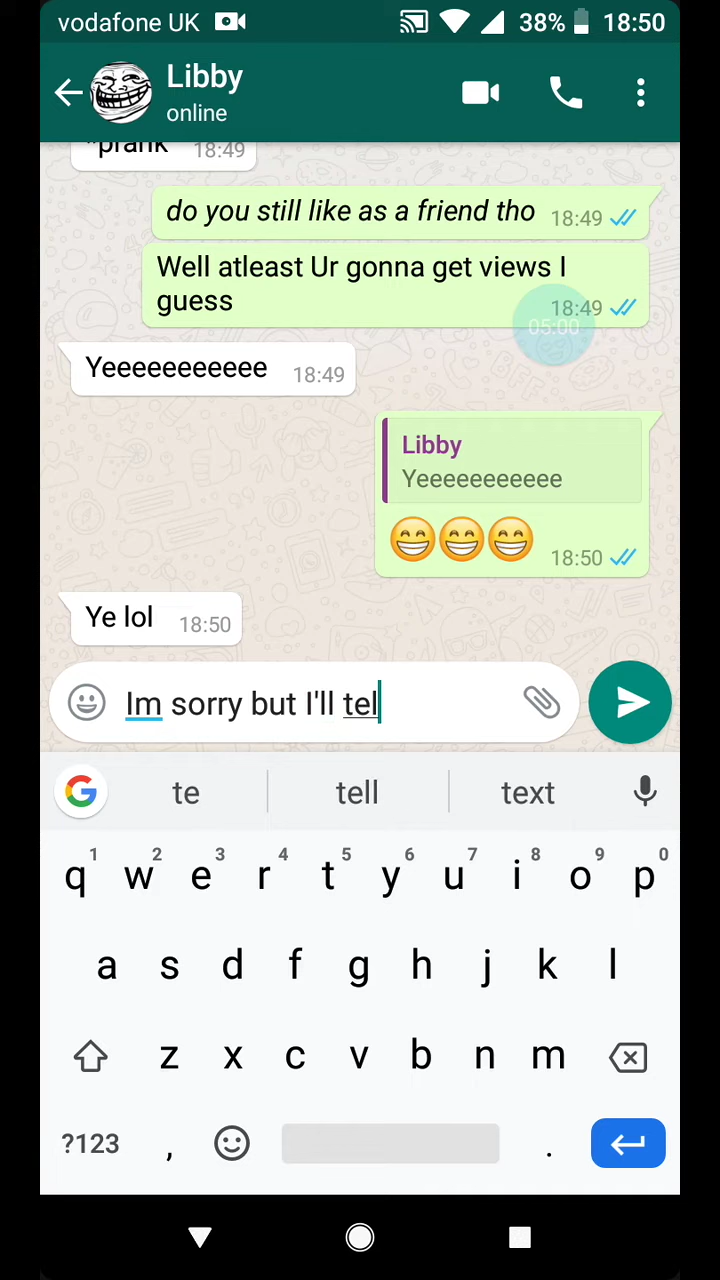 vodafone UK 38% 18:50
Libby
online
*prank 18:49
do you still like as a friend tho 18:49
Well atleast Ur gonna get views I
guess 18:49
05:00
Yeeeeeeeeeee 18:49
Libby
Yeeeeeeeeeee
😁😁😁 18:50
Ye lol 18:50
Im sorry but I'll tel
G te tell text
1 2 3 4 5 6 7 8 9 0
q w e r t y u i o p
a s d f g h j k l
z x c v b n m
?123 , .